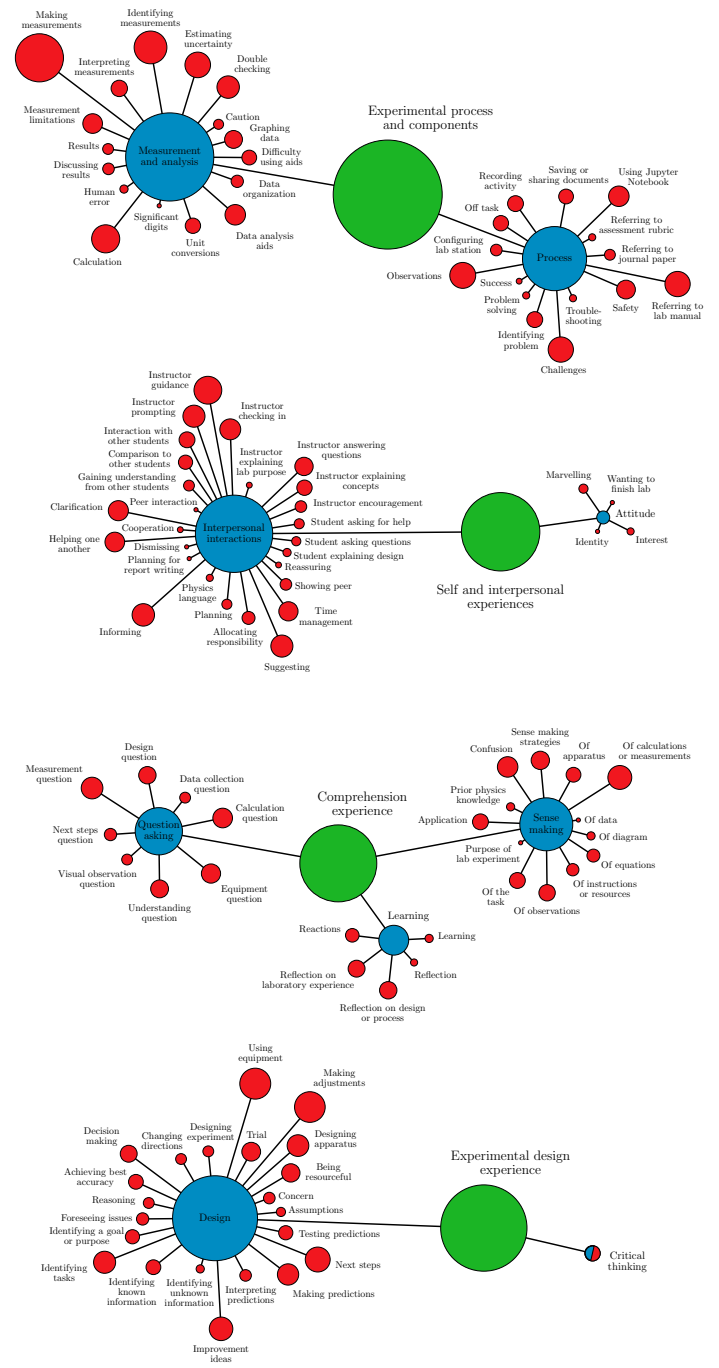 Making
measurements
Identifying
measurements
Estimating
uncertainty
Interpreting
measurements
Double
checking
Measurement
limitations
Caution
Graphing
data
Results
Measurement
and analysis
Difficulty
using aids
Discussing
results
Human
error
Data
organization
Significant
digits
Unit
conversions
Data analysis
aids
Calculation
Experimental process
and components
Recording
activity
Saving or
sharing documents
Using Jupyter
Notebook
Off task
Referring to
assessment rubric
Configuring
lab station
Process
Referring to
journal paper
Observations
Success
Problem
solving
Trouble-
shooting
Safety
Referring to
lab manual
Identifying
problem
Challenges
Instructor
guidance
Instructor
prompting
Instructor
checking in
Interaction with
other students
Comparison to
other students
Instructor
explaining
lab purpose
Instructor answering
questions
Gaining understanding
from other students
Instructor explaining
concepts
Clarification
Peer interaction
Instructor encouragement
Cooperation
Interpersonal
interactions
Student asking for help
Helping one
another
Dismissing
Student asking questions
Planning for
report writing
Student explaining design
Reassuring
Physics
language
Showing peer
Planning
Time
management
Informing
Allocating
responsibility
Suggesting
Marvelling
Wanting to
finish lab
Attitude
Identity
Interest
Self and interpersonal
experiences
Design
question
Measurement
question
Data collection
question
Calculation
question
Next steps
question
Question
asking
Visual observation
question
Equipment
question
Understanding
question
Comprehension
experience
Sense making
strategies
Confusion
Of
apparatus
Of calculations
or measurements
Prior physics
knowledge
Application
Sense
making
Of data
Of diagram
Purpose of
lab experiment
Of equations
Of the
task
Of instructions
or resources
Of observations
Learning
Reactions
Learning
Reflection on
laboratory experience
Reflection
Reflection on design
or process
Using
equipment
Making
adjustments
Decision
making
Changing
directions
Designing
experiment
Trial
Designing
apparatus
Achieving best
accuracy
Being
resourceful
Reasoning
Concern
Assumptions
Foreseeing issues
Design
Identifying a goal
or purpose
Testing predictions
Identifying
tasks
Identifying
known
information
Identifying
unknown
information
Interpreting
predictions
Next steps
Making predictions
Improvement
ideas
Experimental design
experience
Critical
thinking